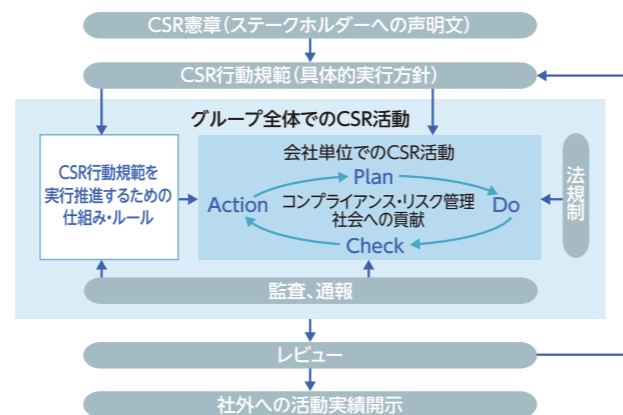 CSR憲章(ステークホルダーへの声明文)
CSR行動規範(具体的実行方針)
グループ全体でのCSR活動
CSR行動規範を
実行推進するための
仕組み・ルール
会社単位でのCSR活動
Plan
Action
コンプライアンス・リスク管理
社会への貢献
Do
Check
法規制
監査、通報
レビュー
社外への活動実績開示